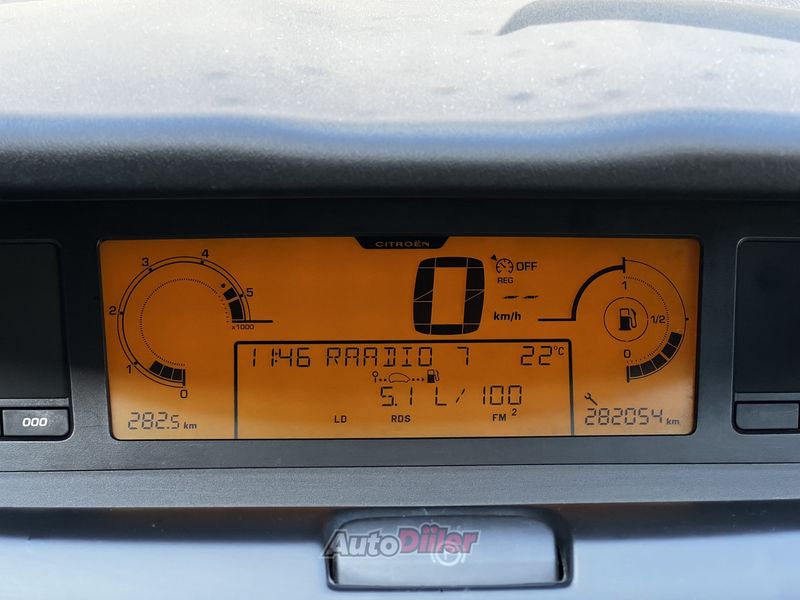 CITROËN
4
3
5
2
x1000
1
0
0
OFF
REG
-- --
km/h
1
1/2
0
11:46 RAADIO 7 22°C
5.1 L/100
LD RDS FM 2
282.5 km
282054 km
000
AutoDiler